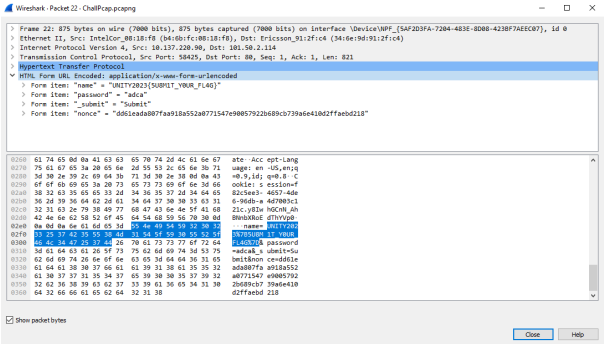 Wireshark · Packet 22 · ChallPcap.pcapng
> Frame 22: 875 bytes on wire (7000 bits), 875 bytes captured (7000 bits) on interface \Device\NPF_{5AF2D3FA-7204-483E-8D08-423BF7AEEC07}, id 0
> Ethernet II, Src: IntelCor_08:18:f8 (b4:6b:fc:08:18:f8), Dst: Ericsson_91:2f:c4 (34:6e:9d:91:2f:c4)
> Internet Protocol Version 4, Src: 10.137.220.90, Dst: 101.50.2.114
> Transmission Control Protocol, Src Port: 58425, Dst Port: 80, Seq: 1, Ack: 1, Len: 821
> Hypertext Transfer Protocol
HTML Form URL Encoded: application/x-www-form-urlencoded
> Form item: "name" = "UNITY2023{5U8M1T_Y0UR_FL4G}"
> Form item: "password" = "adca"
> Form item: "_submit" = "Submit"
> Form item: "nonce" = "dd61eada807faa918a552a0771547e90057922b689cb739a6e410d2ffaebd218"
0260 61 74 65 0d 0a 41 63 63 65 70 74 2d 4c 61 6e 67 ate··Acc ept-Lang
0270 75 61 67 65 3a 20 65 6e 2d 55 53 2c 65 6e 3b 71 uage: en -US,en;q
0280 3d 30 2e 39 2c 69 64 3b 71 3d 30 2e 38 0d 0a 43 =0.9,id; q=0.8··C
0290 6f 6f 6b 69 65 3a 20 73 65 73 73 69 6f 6e 3d 66 ookie: s ession=f
02a0 38 32 63 35 65 65 33 2d 34 36 35 37 2d 34 64 65 82c5ee3- 4657-4de
02b0 36 2d 39 36 64 62 2d 61 34 64 37 30 30 33 63 31 6-96db-a 4d7003c1
02c0 32 31 63 2e 79 38 49 77 68 47 43 6e 4e 5f 41 68 21c.y8Iw hGCnN_Ah
02d0 42 4e 6e 62 58 52 6f 45 64 54 68 59 56 70 30 0d BNnbXRoE dThYVp0·
02e0 0a 0d 0a 6e 61 6d 65 3d 55 4e 49 54 59 32 30 32 ···name= UNITY202
02f0 33 25 37 42 35 55 38 4d 31 54 5f 59 30 55 52 5f 3%7B5U8M 1T_Y0UR_
0300 46 4c 34 47 25 37 44 26 70 61 73 73 77 6f 72 64 FL4G%7D& password
0310 3d 61 64 63 61 26 5f 73 75 62 6d 69 74 3d 53 75 =adca&_s ubmit=Su
0320 62 6d 69 74 26 6e 6f 6e 63 65 3d 64 64 36 31 65 bmit&non ce=dd61e
0330 61 64 61 38 30 37 66 61 61 39 31 38 61 35 35 32 ada807fa a918a552
0340 61 30 37 37 31 35 34 37 65 39 30 30 35 37 39 32 a0771547 e9005792
0350 32 62 36 38 39 63 62 37 33 39 61 36 65 34 31 30 2b689cb7 39a6e410
0360 64 32 66 66 61 65 62 64 32 31 38 d2ffaebd 218
Show packet bytes
Close Help